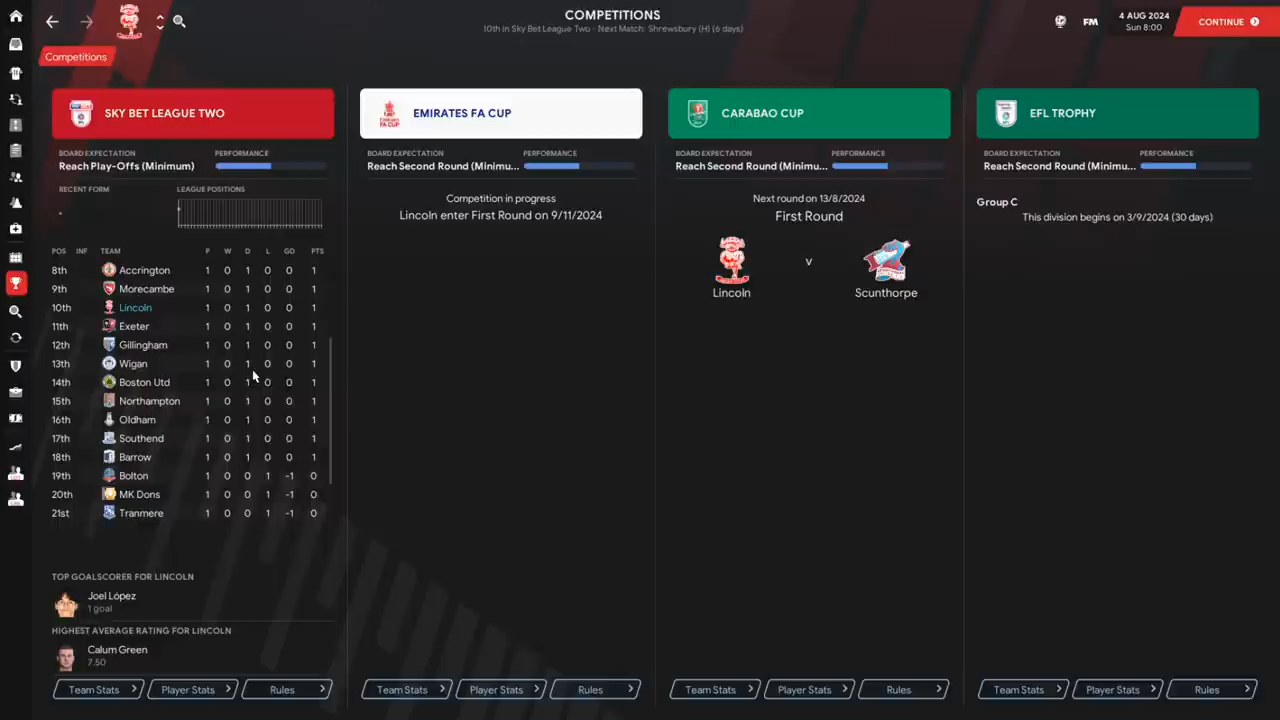 COMPETITIONS
10th in Sky Bet League Two - Next Match: Shrewsbury (H) (6 days)
FM
4 AUG 2024
Sun 8:00
CONTINUE
Competitions
SKY BET LEAGUE TWO
BOARD EXPECTATION PERFORMANCE
Reach Play-Offs (Minimum)
RECENT FORM LEAGUE POSITIONS
POS INF TEAM P W D L GD PTS
8th Accrington 1 0 1 0 0 1
9th Morecambe 1 0 1 0 0 1
10th Lincoln 1 0 1 0 0 1
11th Exeter 1 0 1 0 0 1
12th Gillingham 1 0 1 0 0 1
13th Wigan 1 0 1 0 0 1
14th Boston Utd 1 0 1 0 0 1
15th Northampton 1 0 1 0 0 1
16th Oldham 1 0 1 0 0 1
17th Southend 1 0 1 0 0 1
18th Barrow 1 0 1 0 0 1
19th Bolton 1 0 0 1 -1 0
20th MK Dons 1 0 0 1 -1 0
21st Tranmere 1 0 0 1 -1 0
TOP GOALSCORER FOR LINCOLN
Joel López
1 goal
HIGHEST AVERAGE RATING FOR LINCOLN
Calum Green
7.50
Team Stats Player Stats Rules
EMIRATES FA CUP
BOARD EXPECTATION PERFORMANCE
Reach Second Round (Minimu...
Competition in progress
Lincoln enter First Round on 9/11/2024
Team Stats Player Stats Rules
CARABAO CUP
BOARD EXPECTATION PERFORMANCE
Reach Second Round (Minimu...
Next round on 13/8/2024
First Round
v
Lincoln Scunthorpe
Team Stats Player Stats Rules
EFL TROPHY
BOARD EXPECTATION PERFORMANCE
Reach Second Round (Minimu...
Group C
This division begins on 3/9/2024 (30 days)
Team Stats Player Stats Rules